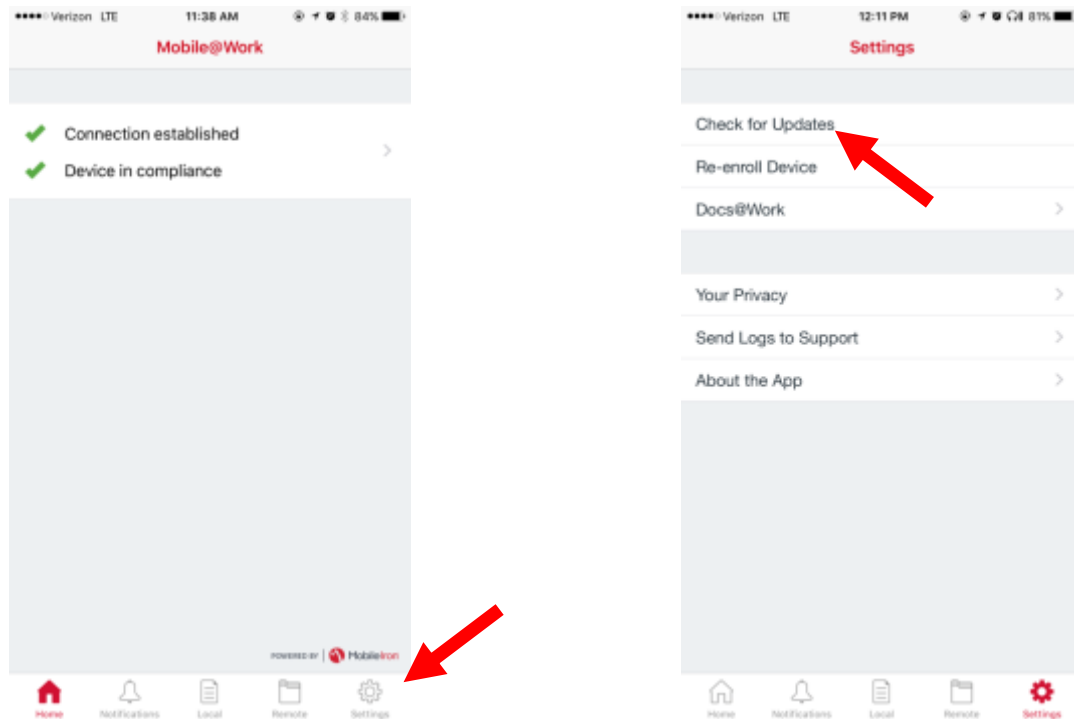 Verizon LTE 11:38 AM 84%
Mobile@Work
Connection established
Device in compliance
POWERED BY | MobileIron
Home Notifications Local Remote Settings
Verizon LTE 12:11 PM 81%
Settings
Check for Updates
Re-enroll Device
Docs@Work
Your Privacy
Send Logs to Support
About the App
Home Notifications Local Remote Settings